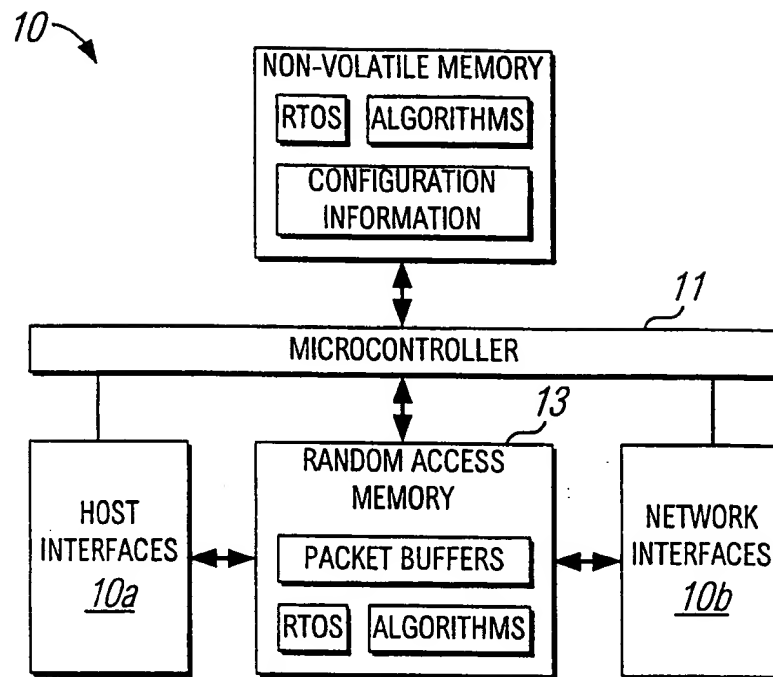 10
NON-VOLATILE MEMORY
RTOS ALGORITHMS
CONFIGURATION
INFORMATION
11
MICROCONTROLLER
13
HOST
INTERFACES
10a
RANDOM ACCESS
MEMORY
PACKET BUFFERS
RTOS ALGORITHMS
NETWORK
INTERFACES
10b